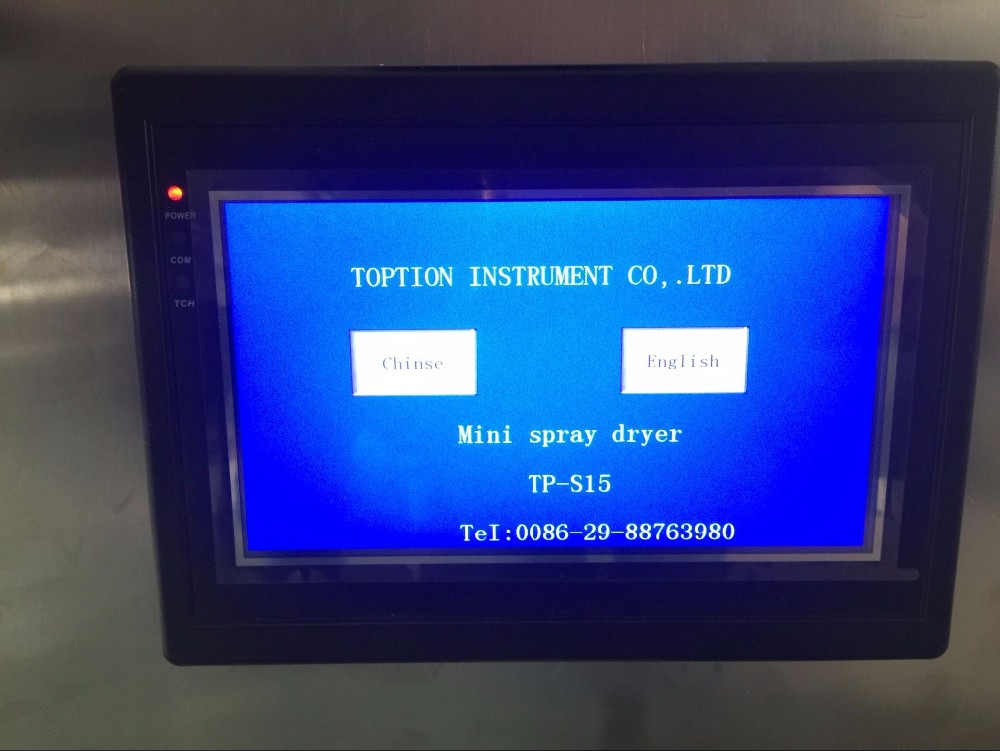 POWER
COM
TCH
TOPTION INSTRUMENT CO,.LTD
Chinse
English
Mini spray dryer
TP-S15
TeI:0086-29-88763980